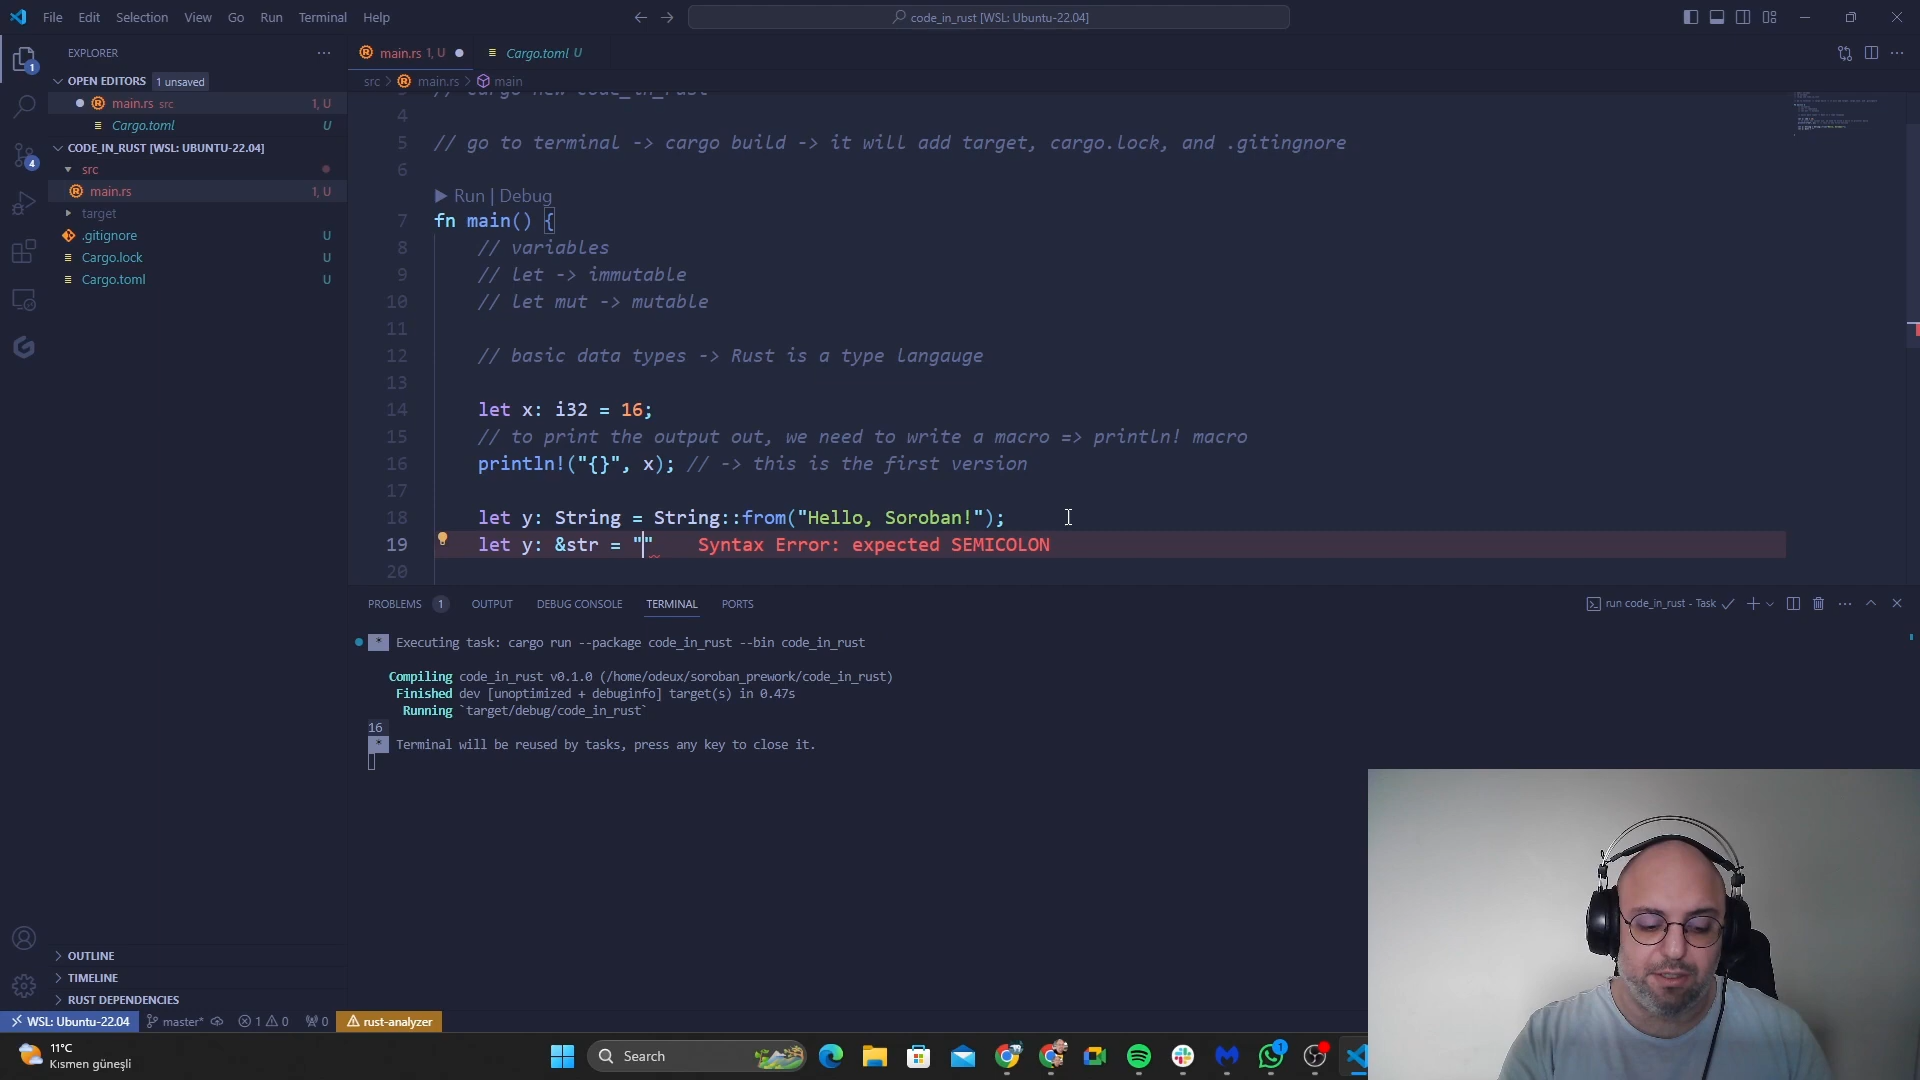 File Edit Selection View Go Run Terminal Help
code_in_rust [WSL: Ubuntu-22.04]
EXPLORER
OPEN EDITORS 1 unsaved
main.rs src 1, U
Cargo.toml U
CODE_IN_RUST [WSL: UBUNTU-22.04]
src
main.rs 1, U
target
.gitignore U
Cargo.lock U
Cargo.toml U
OUTLINE
TIMELINE
RUST DEPENDENCIES
main.rs 1, U
Cargo.toml U
src > main.rs > main
// cargo new code_in_rust
4
5 // go to terminal -> cargo build -> it will add target, cargo.lock, and .gitingnore
6
Run | Debug
7 fn main() {
8 // variables
9 // let -> immutable
10 // let mut -> mutable
11
12 // basic data types -> Rust is a type langauge
13
14 let x: i32 = 16;
15 // to print the output out, we need to write a macro => println! macro
16 println!("{}", x); // -> this is the first version
17
18 let y: String = String::from("Hello, Soroban!");
19 let y: &str = "" Syntax Error: expected SEMICOLON
20
PROBLEMS 1 OUTPUT DEBUG CONSOLE TERMINAL PORTS
run code_in_rust - Task
* Executing task: cargo run --package code_in_rust --bin code_in_rust
Compiling code_in_rust v0.1.0 (/home/odeux/soroban_prework/code_in_rust)
Finished dev [unoptimized + debuginfo] target(s) in 0.47s
Running `target/debug/code_in_rust`
16
* Terminal will be reused by tasks, press any key to close it.
WSL: Ubuntu-22.04 master* 1 0 0 rust-analyzer
11°C
Kısmen güneşli
Search
1
1
4
1